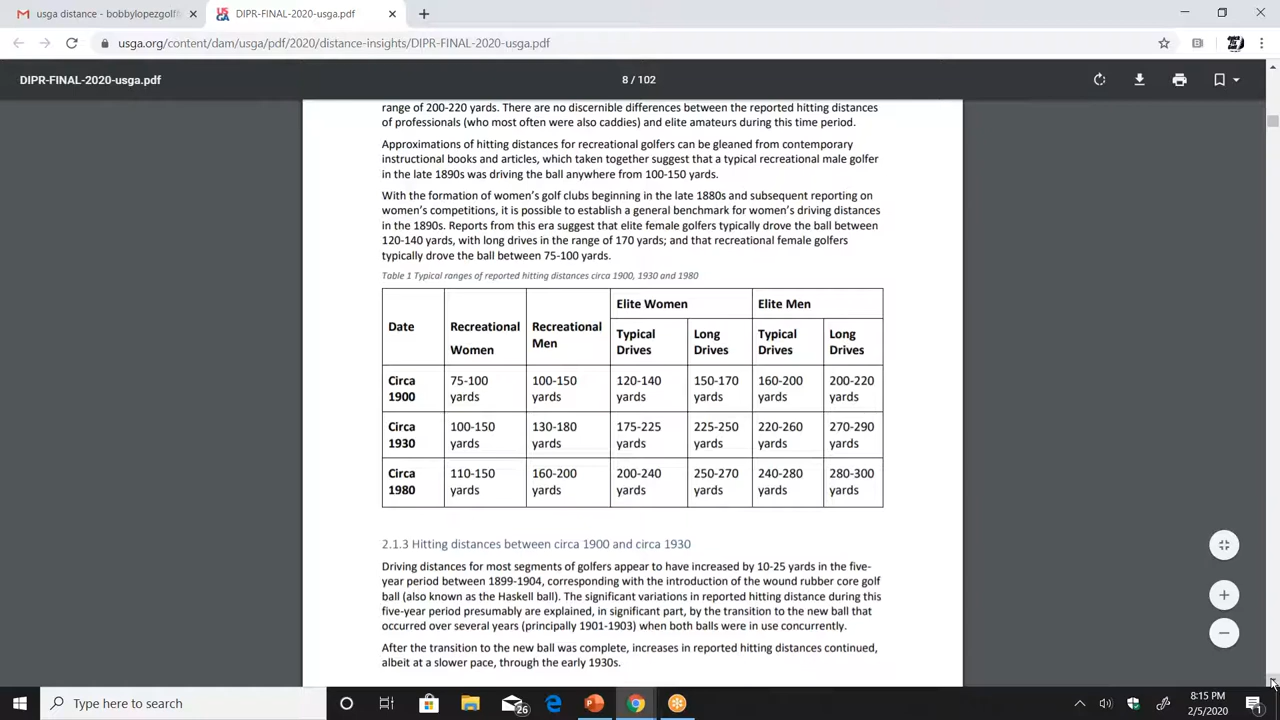 usga distance - bobbylopezgolf
DIPR-FINAL-2020-usga.pdf
usga.org/content/dam/usga/pdf/2020/distance-insights/DIPR-FINAL-2020-usga.pdf
DIPR-FINAL-2020-usga.pdf
8 / 102
range of 200-220 yards. There are no discernible differences between the reported hitting distances
of professionals (who most often were also caddies) and elite amateurs during this time period.
Approximations of hitting distances for recreational golfers can be gleaned from contemporary
instructional books and articles, which taken together suggest that a typical recreational male golfer
in the late 1890s was driving the ball anywhere from 100-150 yards.
With the formation of women's golf clubs beginning in the late 1880s and subsequent reporting on
women's competitions, it is possible to establish a general benchmark for women's driving distances
in the 1890s. Reports from this era suggest that elite female golfers typically drove the ball between
120-140 yards, with long drives in the range of 170 yards; and that recreational female golfers
typically drove the ball between 75-100 yards.
Table 1 Typical ranges of reported hitting distances circa 1900, 1930 and 1980
Elite Women Elite Men
Date Recreational Women Recreational Men Typical Drives Long Drives Typical Drives Long Drives
Circa 1900 75-100 yards 100-150 yards 120-140 yards 150-170 yards 160-200 yards 200-220 yards
Circa 1930 100-150 yards 130-180 yards 175-225 yards 225-250 yards 220-260 yards 270-290 yards
Circa 1980 110-150 yards 160-200 yards 200-240 yards 250-270 yards 240-280 yards 280-300 yards
2.1.3 Hitting distances between circa 1900 and circa 1930
Driving distances for most segments of golfers appear to have increased by 10-25 yards in the five-
year period between 1899-1904, corresponding with the introduction of the wound rubber core golf
ball (also known as the Haskell ball). The significant variations in reported hitting distance during this
five-year period presumably are explained, in significant part, by the transition to the new ball that
occurred over several years (principally 1901-1903) when both balls were in use concurrently.
After the transition to the new ball was complete, increases in reported hitting distances continued,
albeit at a slower pace, through the early 1930s.
Type here to search
26
8:15 PM
2/5/2020
1